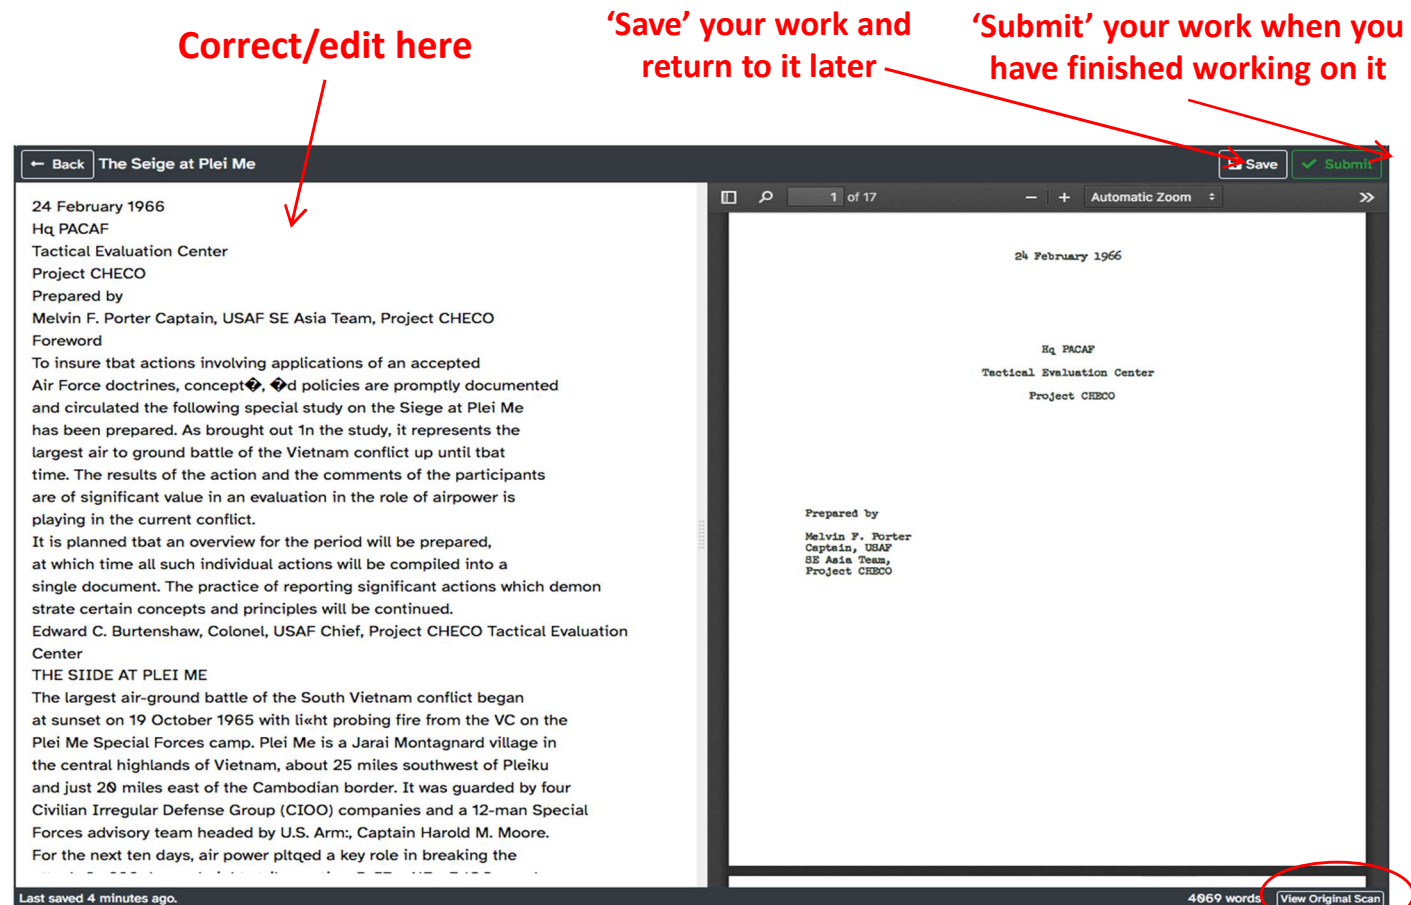 Correct/edit here
‘Save’ your work and
return to it later
‘Submit’ your work when you
have finished working on it
← Back The Seige at Plei Me
Save
Submit
24 February 1966
Hq PACAF
Tactical Evaluation Center
Project CHECO
Prepared by
Melvin F. Porter Captain, USAF SE Asia Team, Project CHECO
Foreword
To insure tbat actions involving applications of an accepted
Air Force doctrines, concept�, �d policies are promptly documented
and circulated the following special study on the Siege at Plei Me
has been prepared. As brought out 1n the study, it represents the
largest air to ground battle of the Vietnam conflict up until tbat
time. The results of the action and the comments of the participants
are of significant value in an evaluation in the role of airpower is
playing in the current conflict.
It is planned tbat an overview for the period will be prepared,
at which time all such individual actions will be compiled into a
single document. The practice of reporting significant actions which demon
strate certain concepts and principles will be continued.
Edward C. Burtenshaw, Colonel, USAF Chief, Project CHECO Tactical Evaluation
Center
THE SIIDE AT PLEI ME
The largest air-ground battle of the South Vietnam conflict began
at sunset on 19 October 1965 with li«ht probing fire from the VC on the
Plei Me Special Forces camp. Plei Me is a Jarai Montagnard village in
the central highlands of Vietnam, about 25 miles southwest of Pleiku
and just 20 miles east of the Cambodian border. It was guarded by four
Civilian Irregular Defense Group (CIOO) companies and a 12-man Special
Forces advisory team headed by U.S. Arm:, Captain Harold M. Moore.
For the next ten days, air power pltqed a key role in breaking the
1 of 17
− + Automatic Zoom
24 February 1966
Hq PACAF
Tactical Evaluation Center
Project CHECO
Prepared by
Melvin F. Porter
Captain, USAF
SE Asia Team,
Project CHECO
Last saved 4 minutes ago.
4069 words
View Original Scan